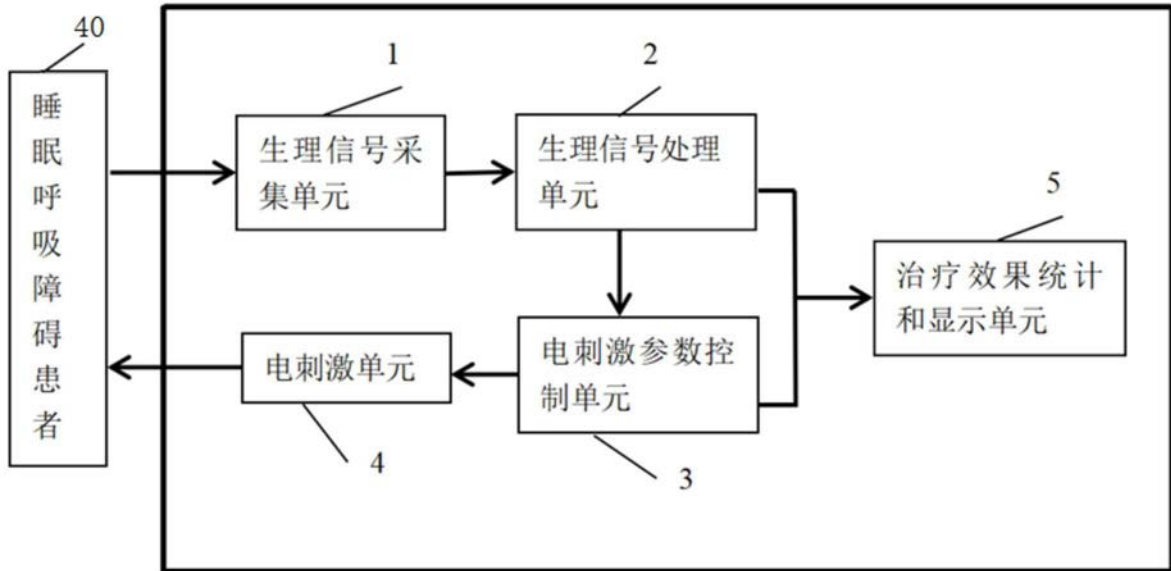 40
睡
眠
呼
吸
障
碍
患
者
1
生理信号采
集单元
2
生理信号处理
单元
5
治疗效果统计
和显示单元
电刺激单元
4
电刺激参数控
制单元
3